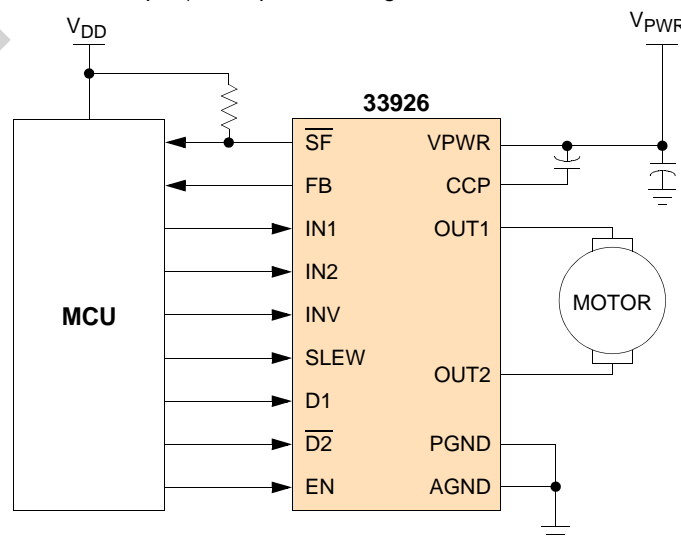 VDD
VPWR
33926
SF
VPWR
FB
CCP
IN1
OUT1
IN2
INV
MCU
MOTOR
SLEW
OUT2
D1
D2
PGND
EN
AGND